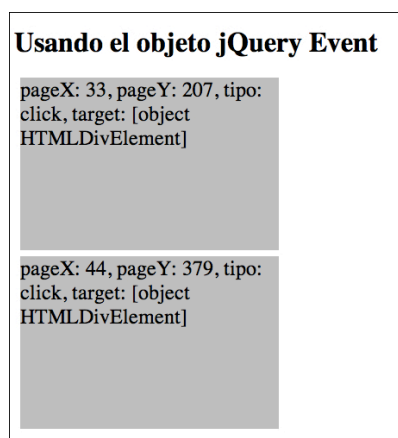 Usando el objeto jQuery Event
pageX: 33, pageY: 207, tipo:
click, target: [object
HTMLDivElement]
pageX: 44, pageY: 379, tipo:
click, target: [object
HTMLDivElement]